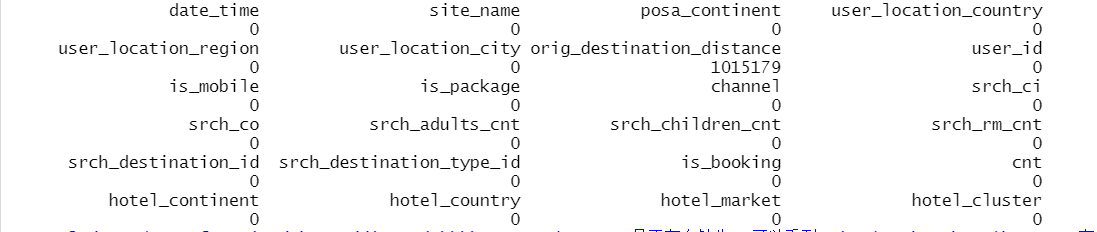 date_time site_name posa_continent user_location_country
0 0 0 0
user_location_region user_location_city orig_destination_distance user_id
0 0 1015179 0
is_mobile is_package channel srch_ci
0 0 0 0
srch_co srch_adults_cnt srch_children_cnt srch_rm_cnt
0 0 0 0
srch_destination_id srch_destination_type_id is_booking cnt
0 0 0 0
hotel_continent hotel_country hotel_market hotel_cluster
0 0 0 0